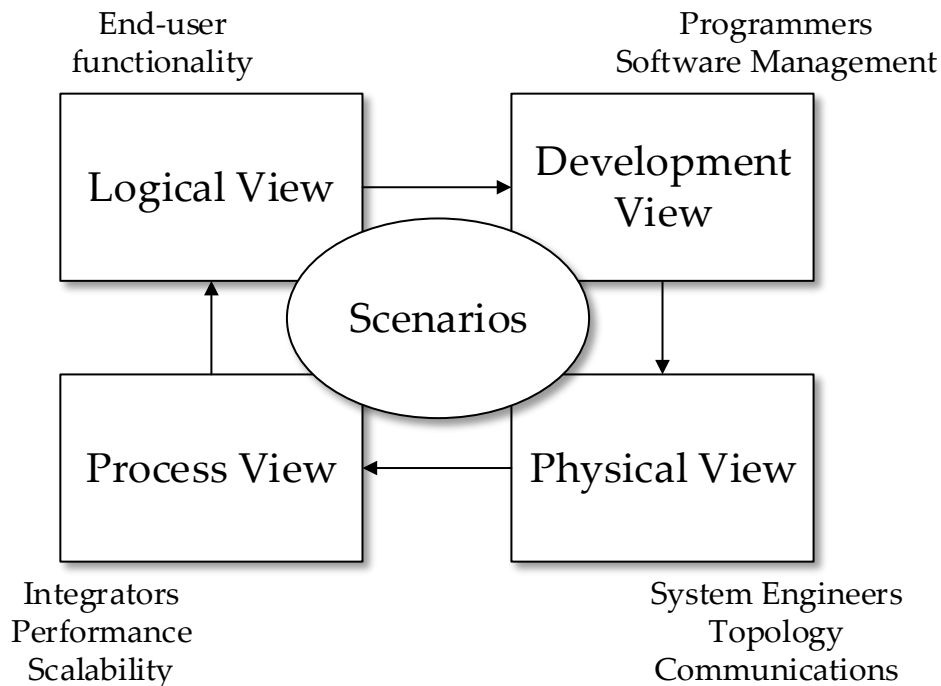 End-user
functionality
Programmers
Software Management
Logical View
Development
View
Scenarios
Process View
Physical View
Integrators
Performance
Scalability
System Engineers
Topology
Communications